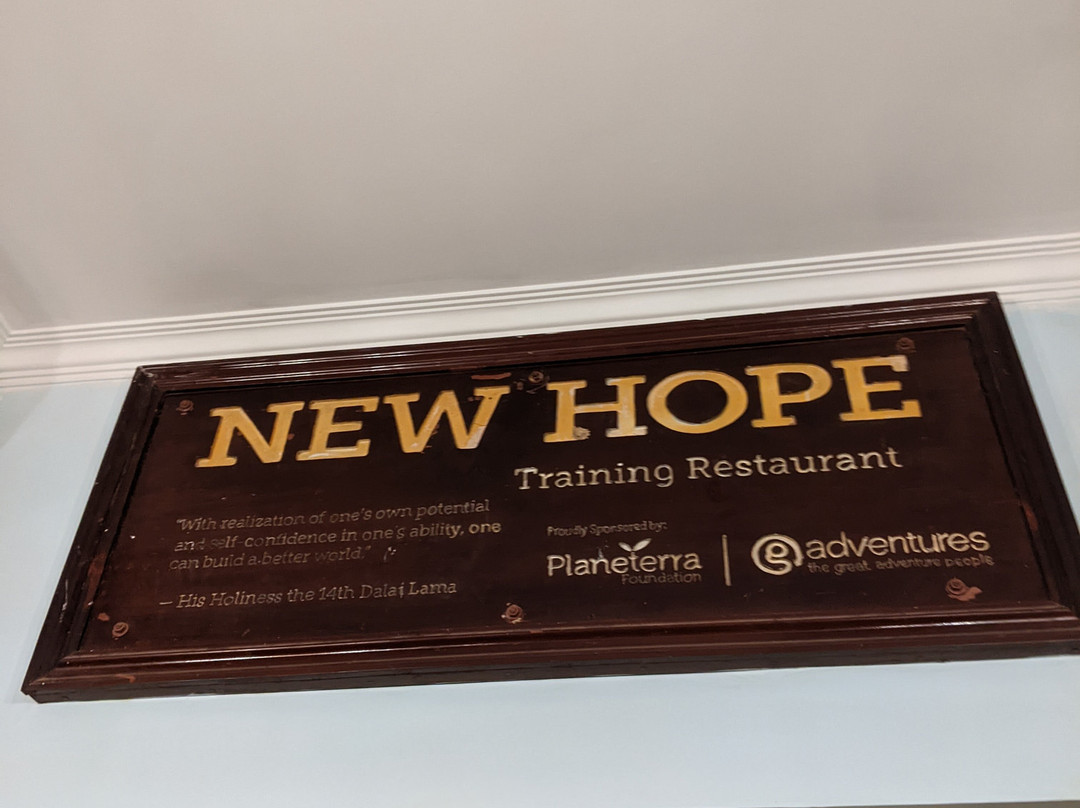 NEW HOPE
Training Restaurant
"With realization of one's own potential
and self-confidence in one's ability, one
can build a better world."
— His Holiness the 14th Dalai Lama
Proudly Sponsored by:
Planeterra
Foundation
g adventures
the great adventure people